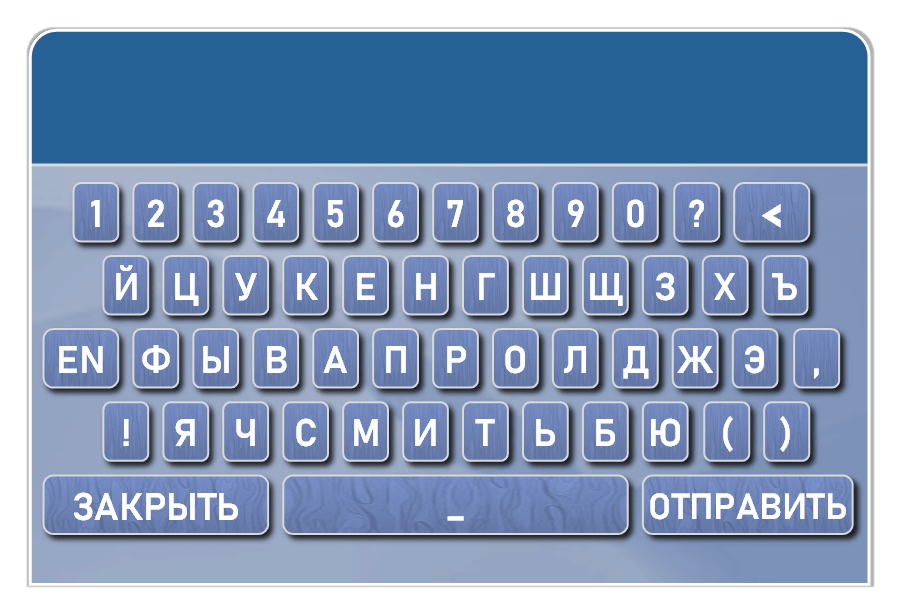 1 2 3 4 5 6 7 8 9 0 ? <
Й Ц У К Е Н Г Ш Щ З Х Ъ
EN Ф Ы В А П Р О Л Д Ж Э ,
! Я Ч С М И Т Ь Б Ю ( )
ЗАКРЫТЬ _ ОТПРАВИТЬ